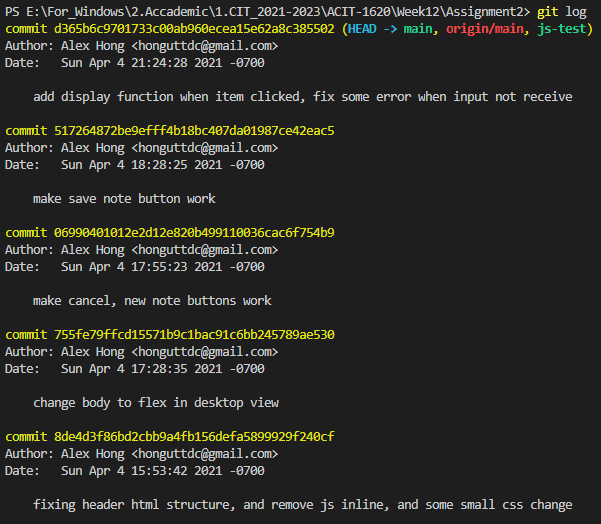 PS E:\For_Windows\2.Accademic\1.CIT_2021-2023\ACIT-1620\Week12\Assignment2> git log
commit d365b6c9701733c00ab960ecea15e62a8c385502 (HEAD -> main, origin/main, js-test)
Author: Alex Hong <honguttdc@gmail.com>
Date:   Sun Apr 4 21:24:28 2021 -0700
add display function when item clicked, fix some error when input not receive
commit 517264872be9efff4b18bc407da01987ce42eac5
Author: Alex Hong <honguttdc@gmail.com>
Date:   Sun Apr 4 18:28:25 2021 -0700
make save note button work
commit 06990401012e2d12e820b499110036cac6f754b9
Author: Alex Hong <honguttdc@gmail.com>
Date:   Sun Apr 4 17:55:23 2021 -0700
make cancel, new note buttons work
commit 755fe79ffcd15571b9c1bac91c6bb245789ae530
Author: Alex Hong <honguttdc@gmail.com>
Date:   Sun Apr 4 17:28:35 2021 -0700
change body to flex in desktop view
commit 8de4d3f86bd2cbb9a4fb156defa5899929f240cf
Author: Alex Hong <honguttdc@gmail.com>
Date:   Sun Apr 4 15:53:42 2021 -0700
fixing header html structure, and remove js inline, and some small css change